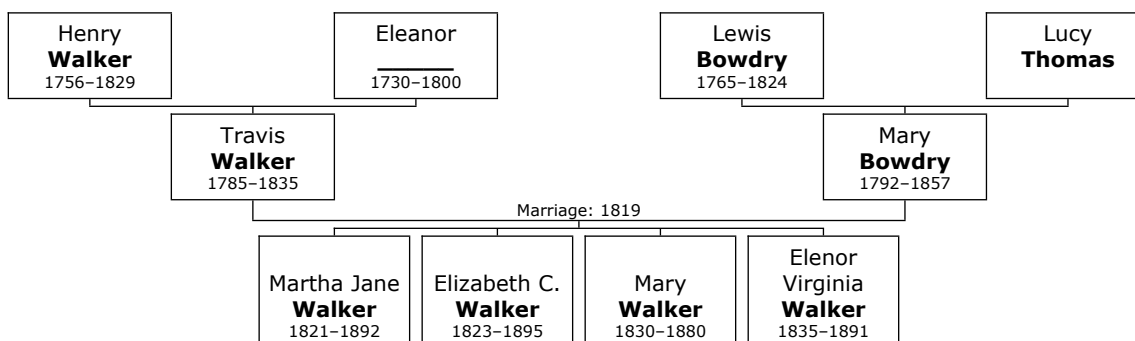 Henry
Walker
1756–1829
Eleanor
______
1730–1800
Lewis
Bowdry
1765–1824
Lucy
Thomas
Travis
Walker
1785–1835
Mary
Bowdry
1792–1857
Marriage: 1819
Martha Jane
Walker
1821–1892
Elizabeth C.
Walker
1823–1895
Mary
Walker
1830–1880
Elenor
Virginia
Walker
1835–1891